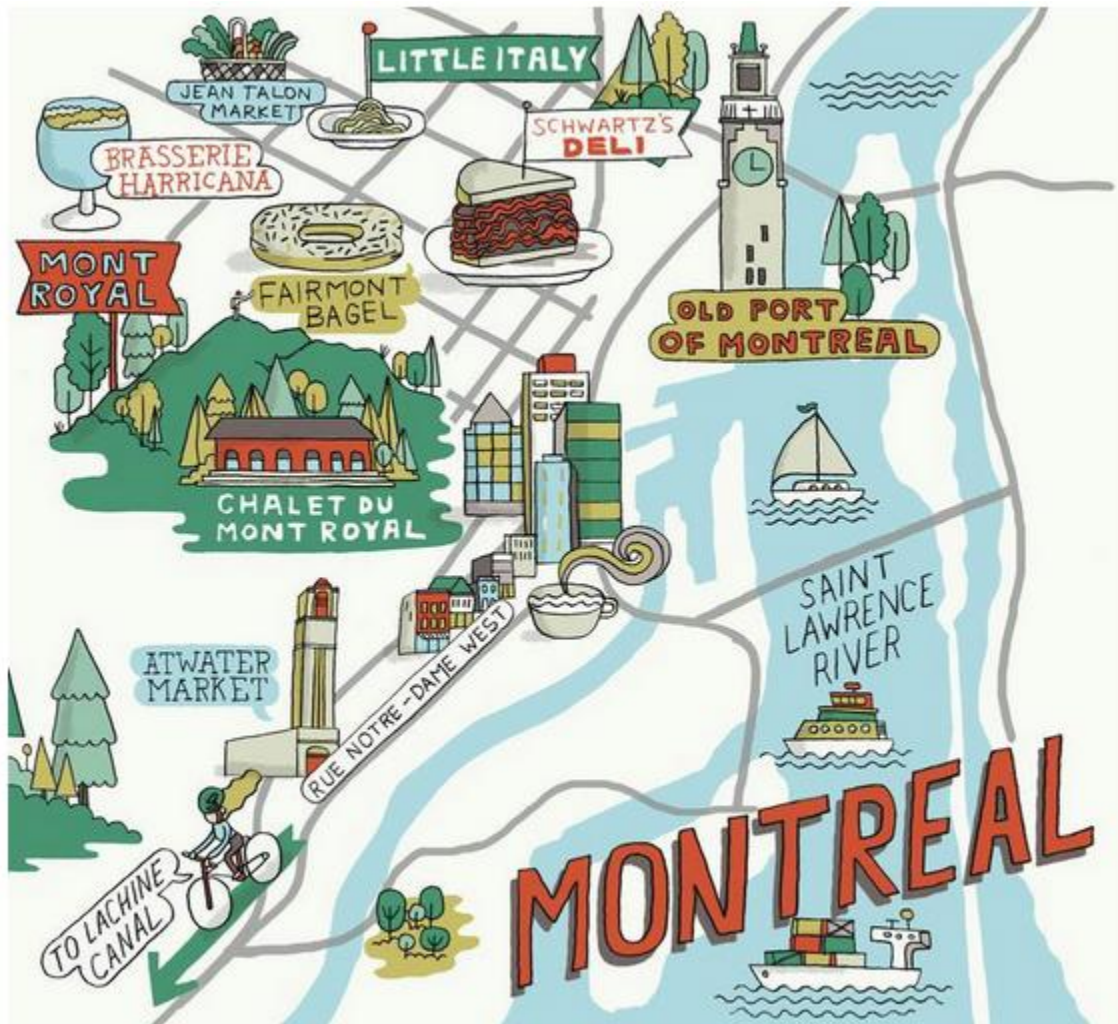 LITTLE ITALY
JEAN TALON
MARKET
SCHWARTZ'S
DELI
BRASSERIE
HARRICANA
MONT
ROYAL
FAIRMONT
BAGEL
OLD PORT
OF MONTREAL
CHALET DU
MONT ROYAL
SAINT
LAWRENCE
RIVER
ATWATER
MARKET
RUE NOTRE-DAME WEST
MONTREAL
TO LACHINE
CANAL